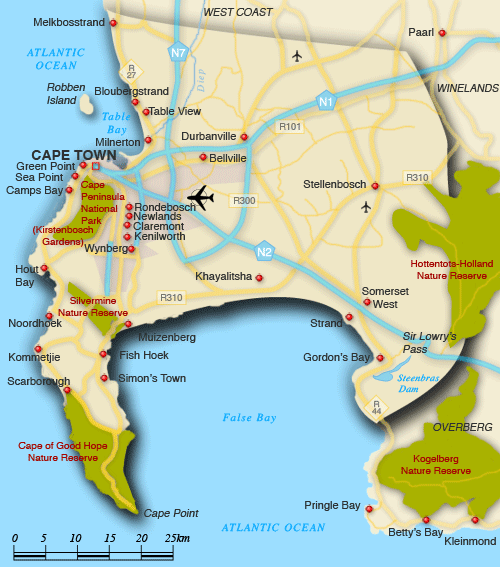 WEST COAST
Melkbosstrand
Paarl
ATLANTIC
OCEAN
N7
R
27
Diep
Robben
Island
Bloubergstrand
WINELANDS
Table View
N1
Table
Bay
R101
Durbanville
Milnerton
CAPE TOWN
Bellville
Green Point
Sea Point
Stellenbosch
R310
Camps Bay
Cape
Peninsula
National
Park
R300
Rondebosch
Newlands
(Kirstenbosch
Gardens)
Claremont
Kenilworth
Wynberg
N2
Hout
Bay
Khayalitsha
Hottentots-Holland
Nature Reserve
Silvermine
Nature Reserve
R310
Somerset
West
Noordhoek
Strand
Muizenberg
Sir Lowry's
Pass
Kommetjie
Fish Hoek
Gordon's Bay
Scarborough
Simon's Town
Steenbras
Dam
R
44
False Bay
OVERBERG
Cape of Good Hope
Nature Reserve
Kogelberg
Nature Reserve
Cape Point
Pringle Bay
ATLANTIC OCEAN
Betty's Bay
Kleinmond
0 5 10 15 20 25km